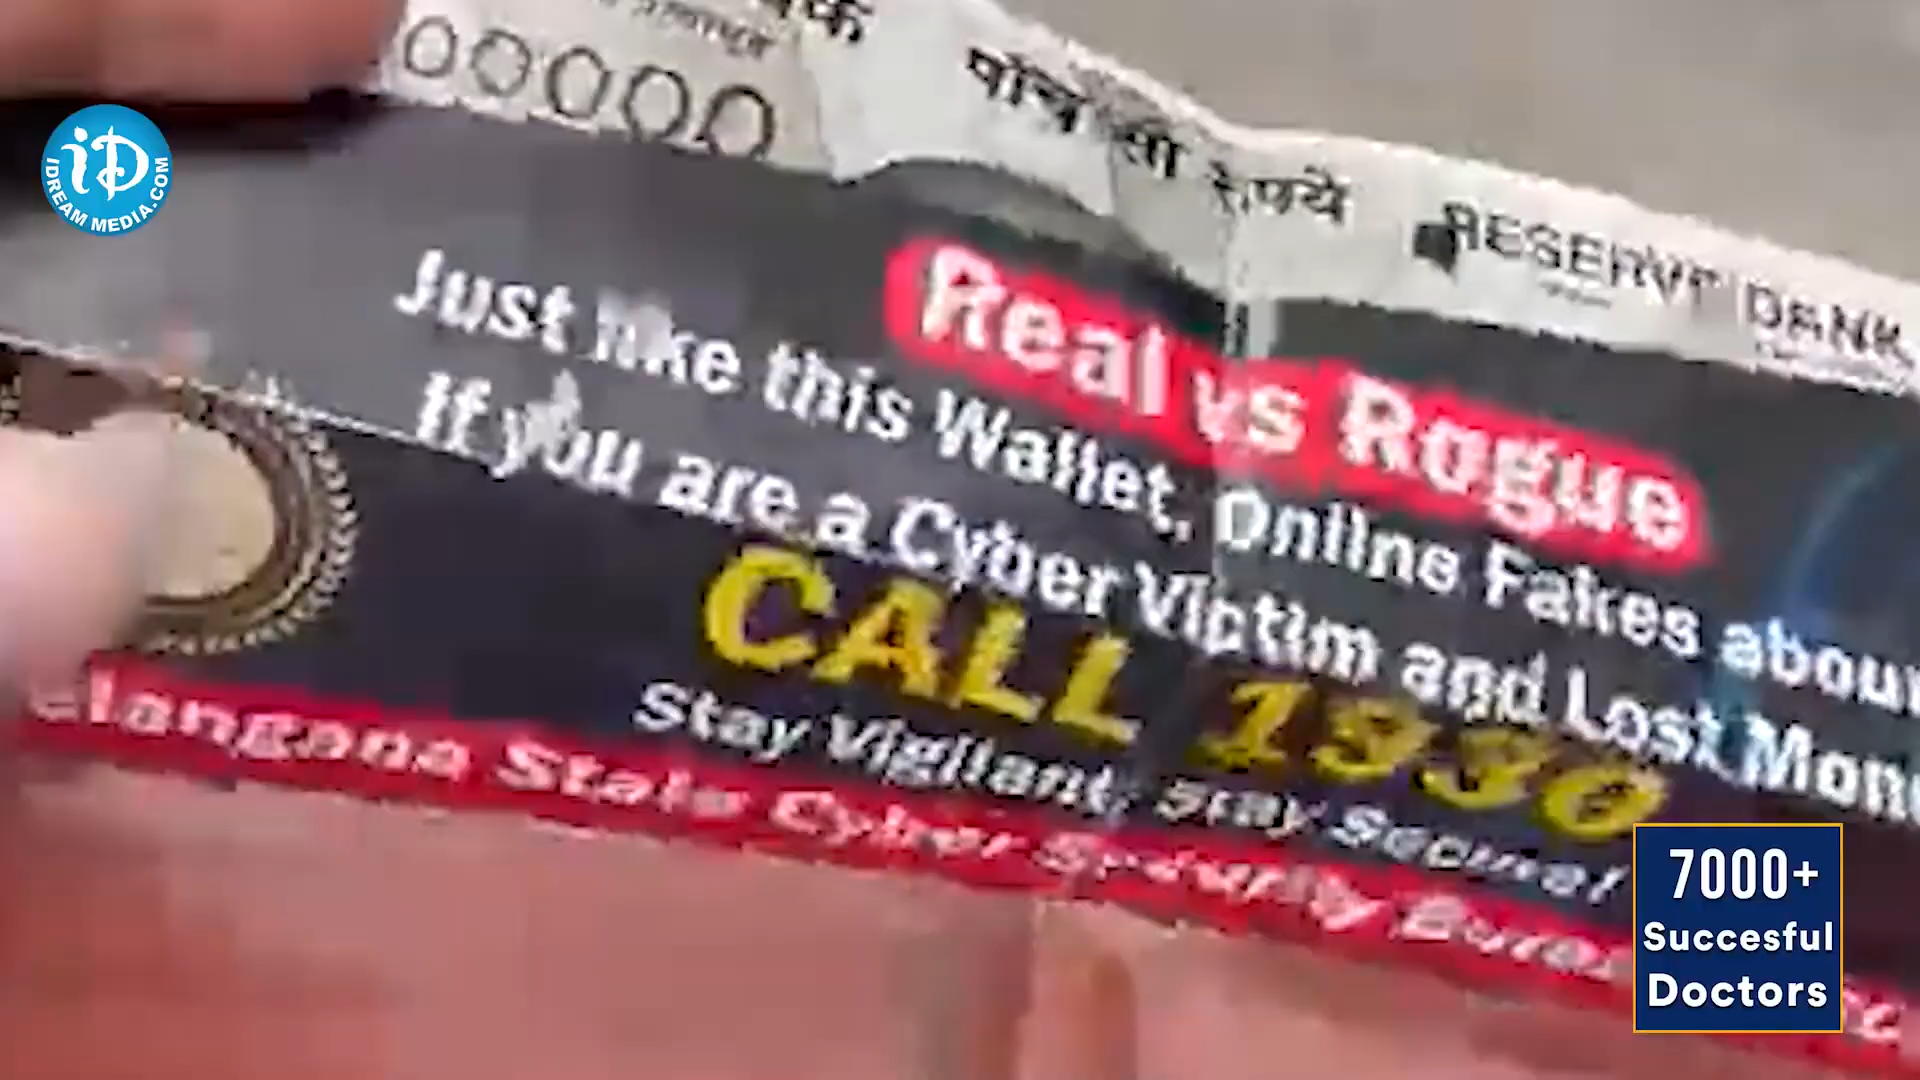 OOOOO
पांच सौ रुपये
RESERVE BANK
iD
IDREAM MEDIA.COM
Real vs Rogue
Just like this Wallet, Online Fakes abou
If you are a Cyber Victim and Lost Mon
CALL 1930
Stay Vigilant, Stay Secure!
elangana State Cyber Security Burea
7000+
Succesful
Doctors